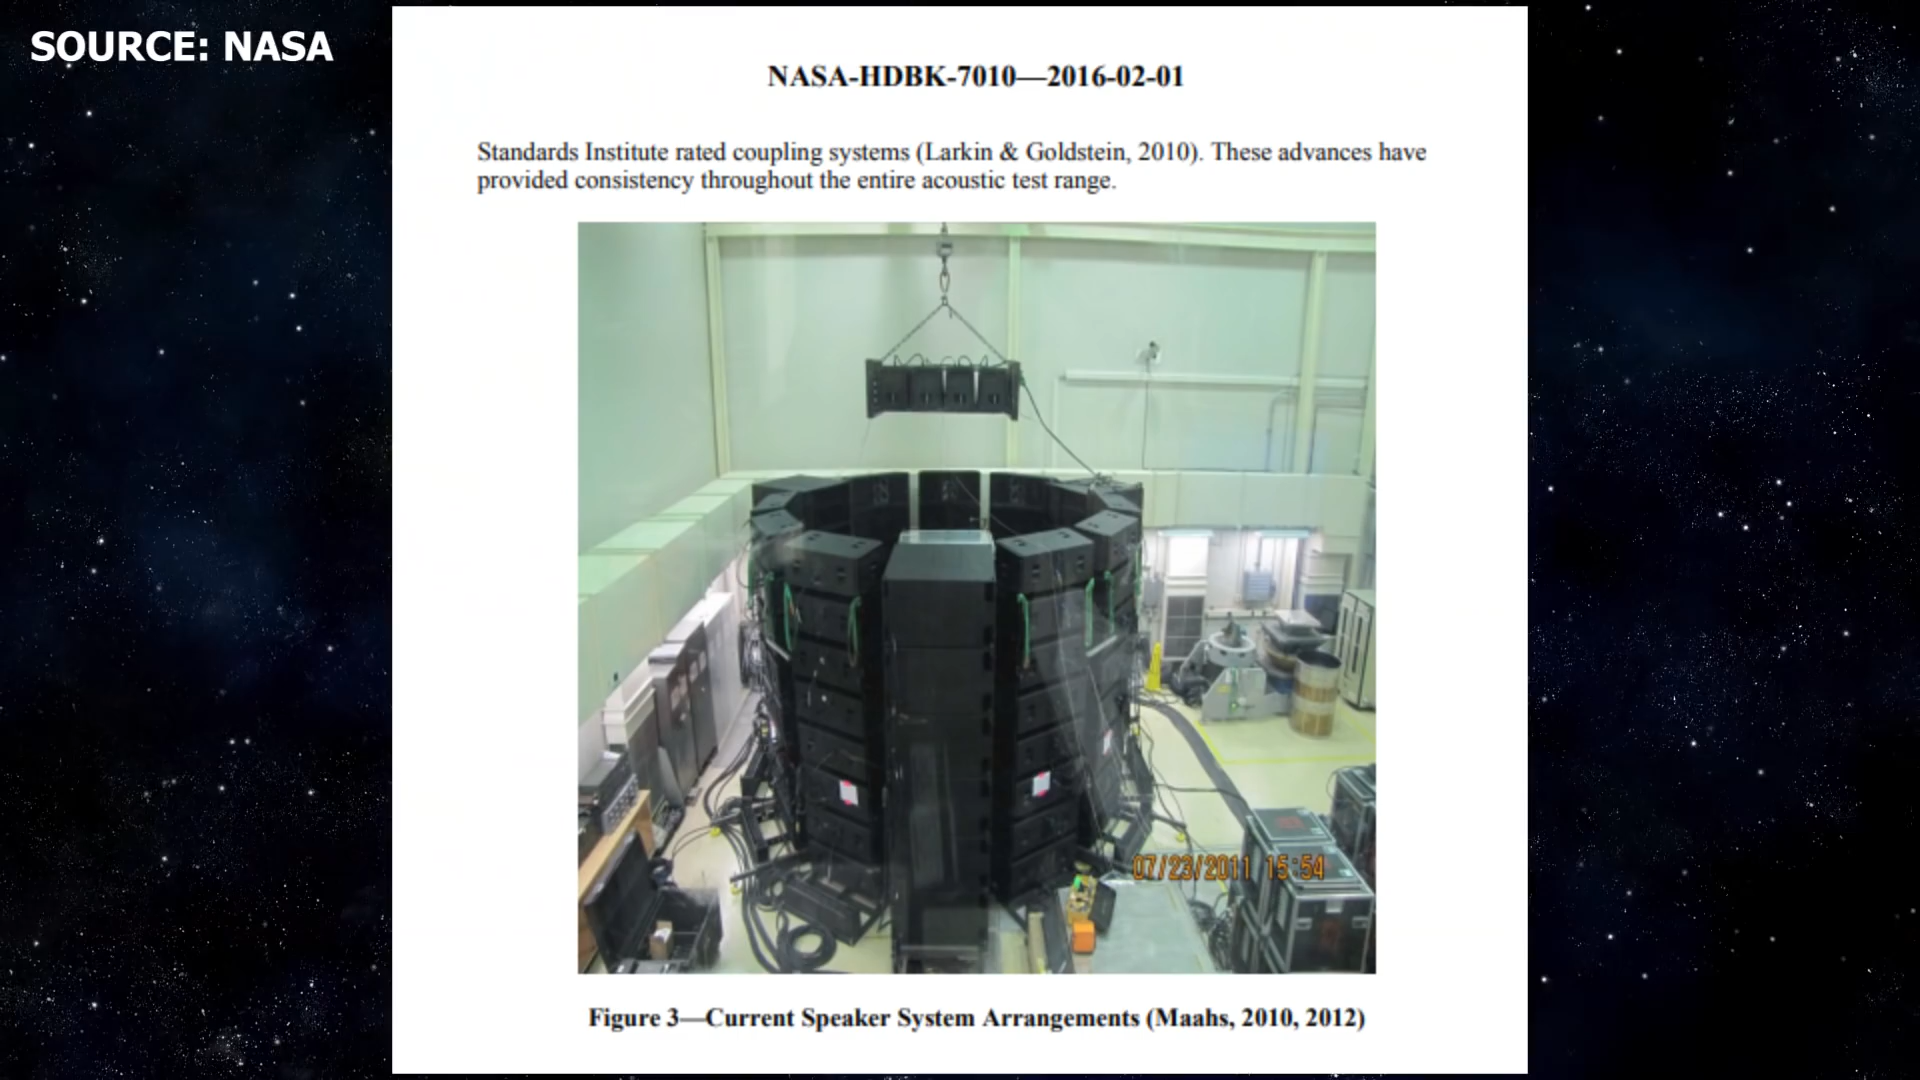 SOURCE: NASA
NASA-HDBK-7010—2016-02-01
Standards Institute rated coupling systems (Larkin & Goldstein, 2010). These advances have
provided consistency throughout the entire acoustic test range.
07/23/2011 15:54
Figure 3—Current Speaker System Arrangements (Maahs, 2010, 2012)